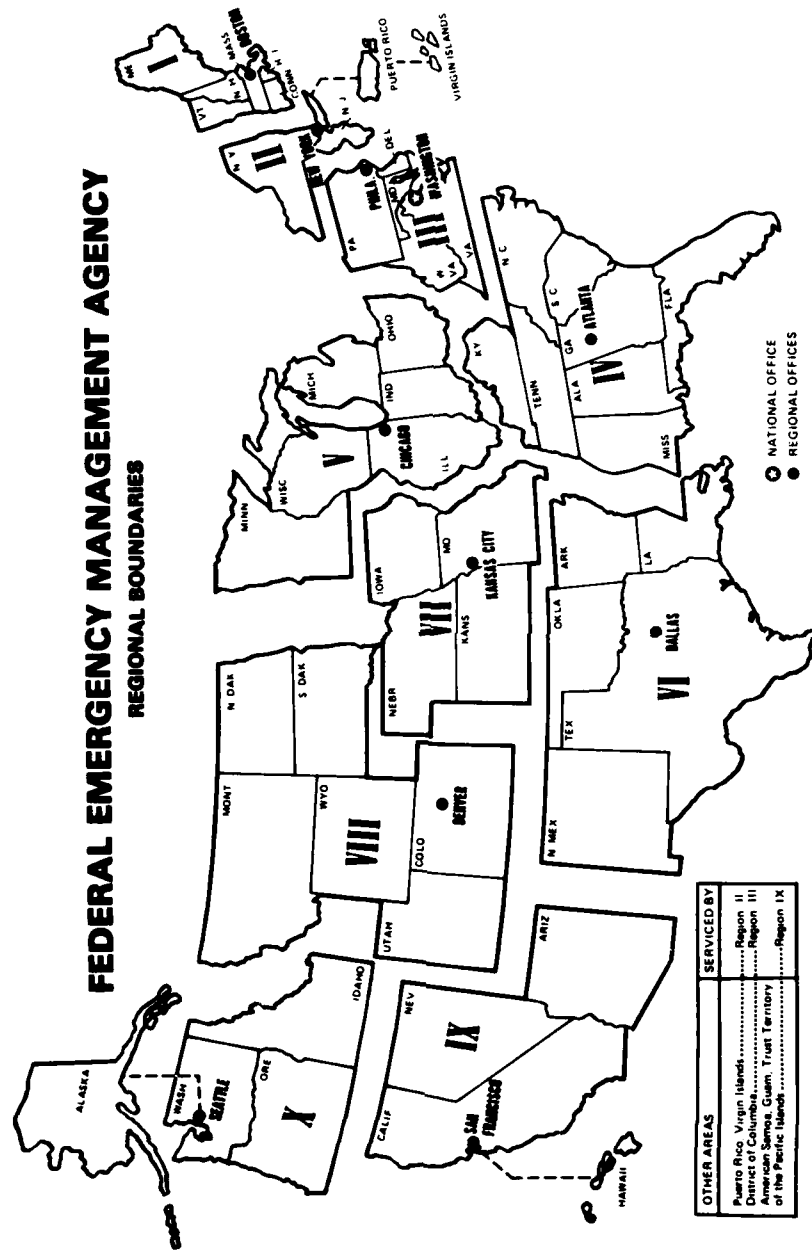 FEDERAL EMERGENCY MANAGEMENT AGENCY
REGIONAL BOUNDARIES
ALASKA
WASH
SEATTLE
ORE
X
IDAHO
MONT
N DAK
S DAK
WYO
VIII
UTAH
COLO
DENVER
CALIF
NEV
IX
SAN
FRANCISCO
ARIZ
HAWAII
MINN
WISC
V
MICH
CHICAGO
ILL
IND
OHIO
IOWA
NEBR
VII
MO
KANS
KANSAS CITY
N MEX
TEX
OKLA
ARK
LA
VI
DALLAS
KY
TENN
N C
S C
MISS
ALA
GA
ATLANTA
IV
FLA
PA
PHILA.
MD
DEL
III
WASHINGTON
W
VA
VA
N Y
II
NEW YORK
N J
ME
I
VT
N H
MASS
BOSTON
R I
CONN
PUERTO RICO
VIRGIN ISLANDS
NATIONAL OFFICE
REGIONAL OFFICES
OTHER AREAS SERVICED BY
Puerto Rico Virgin Islands..............Region II
District of Columbia..............Region III
American Samoa, Guam, Trust Territory
of the Pacific Islands..............Region IX